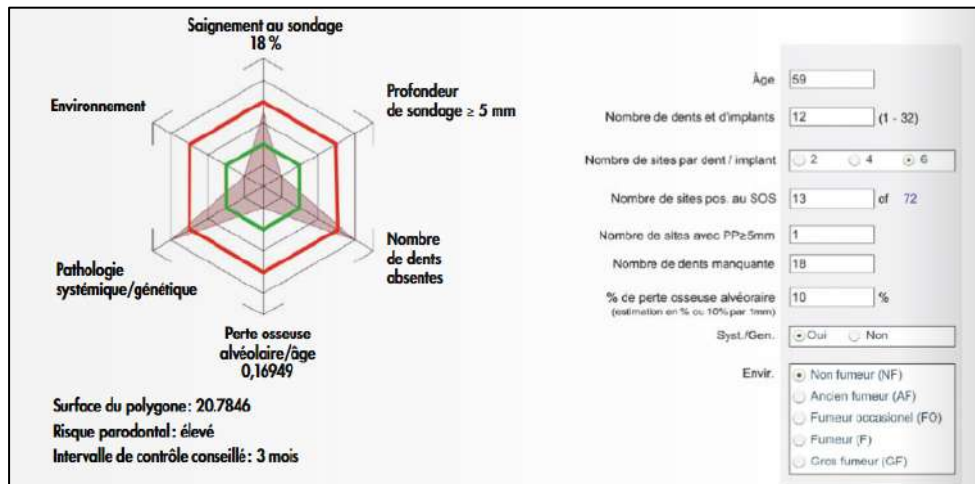 Saignement au sondage
18 %
Environnement
Profondeur
de sondage ≥ 5 mm
Pathologie
systémique/génétique
Nombre
de dents
absentes
Perte osseuse
alvéolaire/âge
0,16949
Surface du polygone : 20.7846
Risque parodontal : élevé
Intervalle de contrôle conseillé : 3 mois
Âge 59
Nombre de dents et d'implants 12 (1 - 32)
Nombre de sites par dent / implant 2 4 6
Nombre de sites pos. au SOS 13 of 72
Nombre de sites avec PP≥5mm 1
Nombre de dents manquante 18
% de perte osseuse alvéoraire 10 %
(estimation en % ou 10% par 1mm)
Syst./Gen. Oui Non
Envir. Non fumeur (NF)
Ancien fumeur (AF)
Fumeur occasionel (FO)
Fumeur (F)
Gros fumeur (GF)